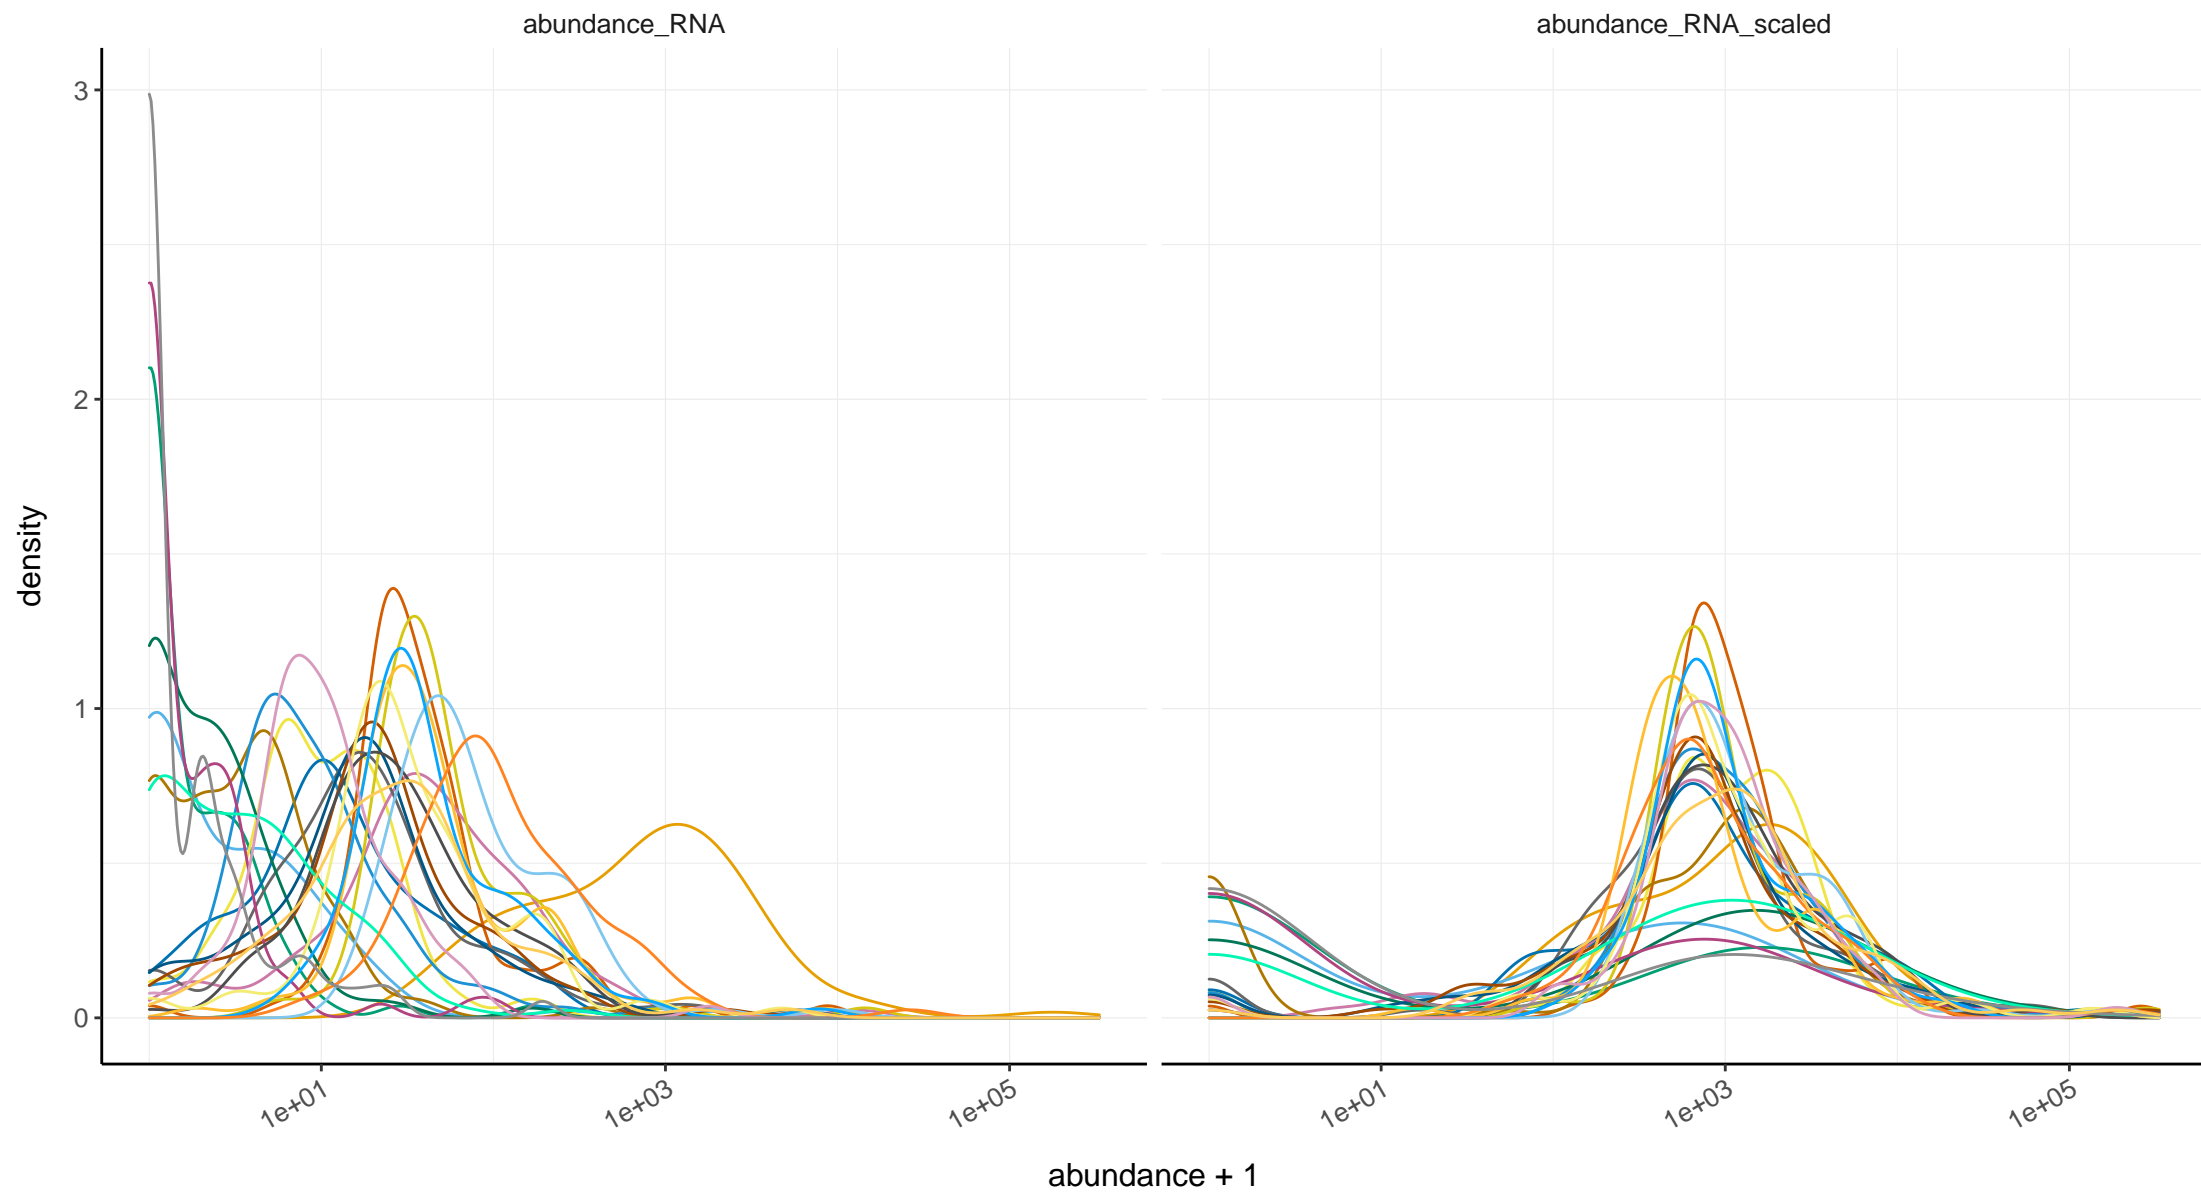 abundance_RNA
abundance_RNA_scaled
3
2
1
0
density
1e+01
1e+03
1e+05
1e+01
1e+03
1e+05
abundance + 1